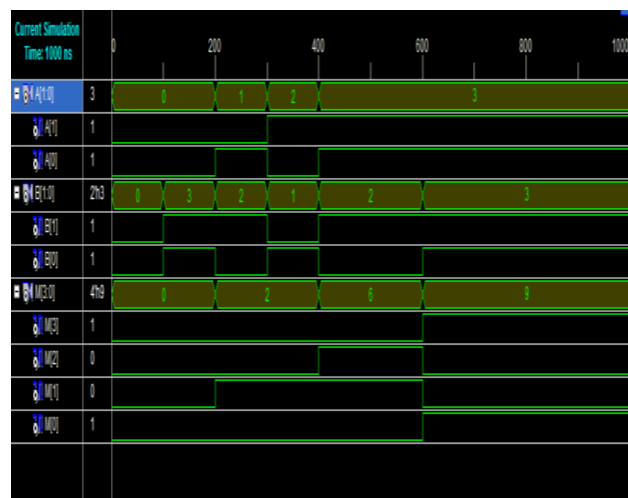 Current Simulation
Time: 1000 ns
0 200 400 600 800 1000
A[1:0] 3 0 1 2 3
A[1] 1
A[0] 1
B[1:0] 2'h3 0 3 2 1 2 3
B[1] 1
B[0] 1
M[3:0] 4'h9 0 2 6 9
M[3] 1
M[2] 0
M[1] 0
M[0] 1